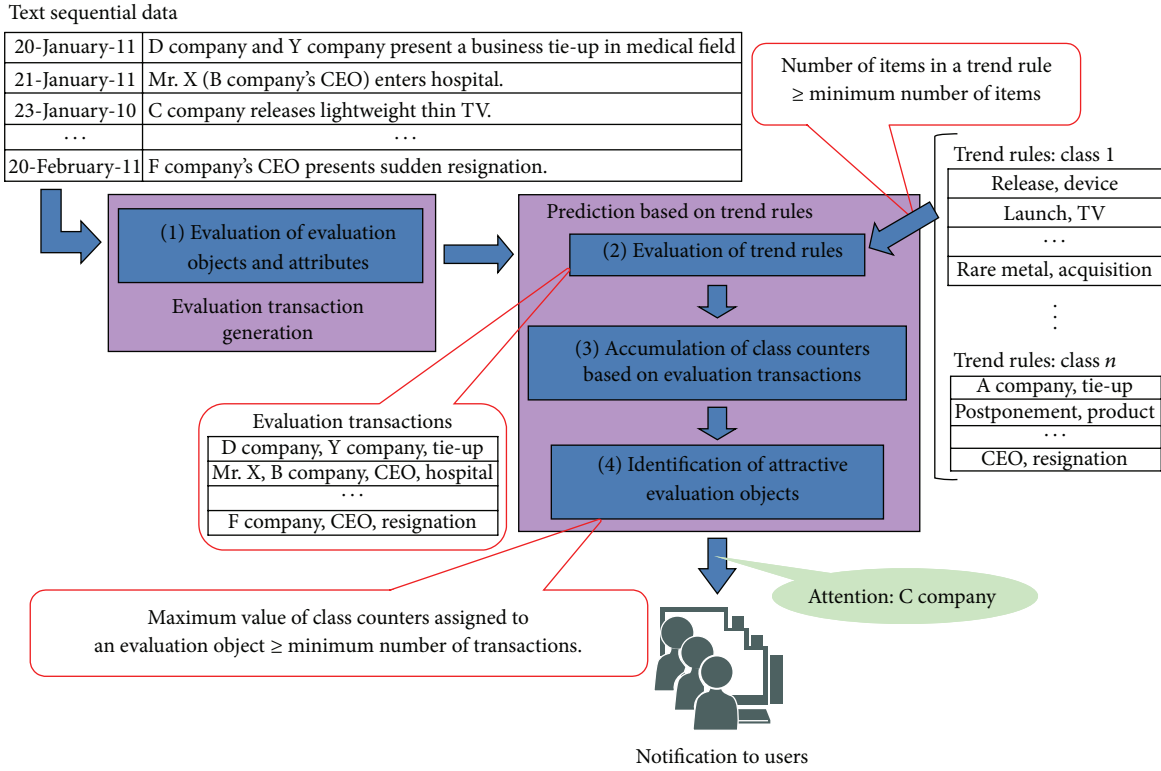 Text sequential data
20-January-11 D company and Y company present a business tie-up in medical field
21-January-11 Mr. X (B company's CEO) enters hospital.
23-January-10 C company releases lightweight thin TV.
... ...
20-February-11 F company's CEO presents sudden resignation.
Number of items in a trend rule
≥ minimum number of items
(1) Evaluation of evaluation
objects and attributes
Evaluation transaction
generation
Prediction based on trend rules
(2) Evaluation of trend rules
(3) Accumulation of class counters
based on evaluation transactions
(4) Identification of attractive
evaluation objects
Trend rules: class 1
Release, device
Launch, TV
...
Rare metal, acquisition
...
Trend rules: class n
A company, tie-up
Postponement, product
...
CEO, resignation
Evaluation transactions
D company, Y company, tie-up
Mr. X, B company, CEO, hospital
...
F company, CEO, resignation
Maximum value of class counters assigned to
an evaluation object ≥ minimum number of transactions.
Attention: C company
Notification to users